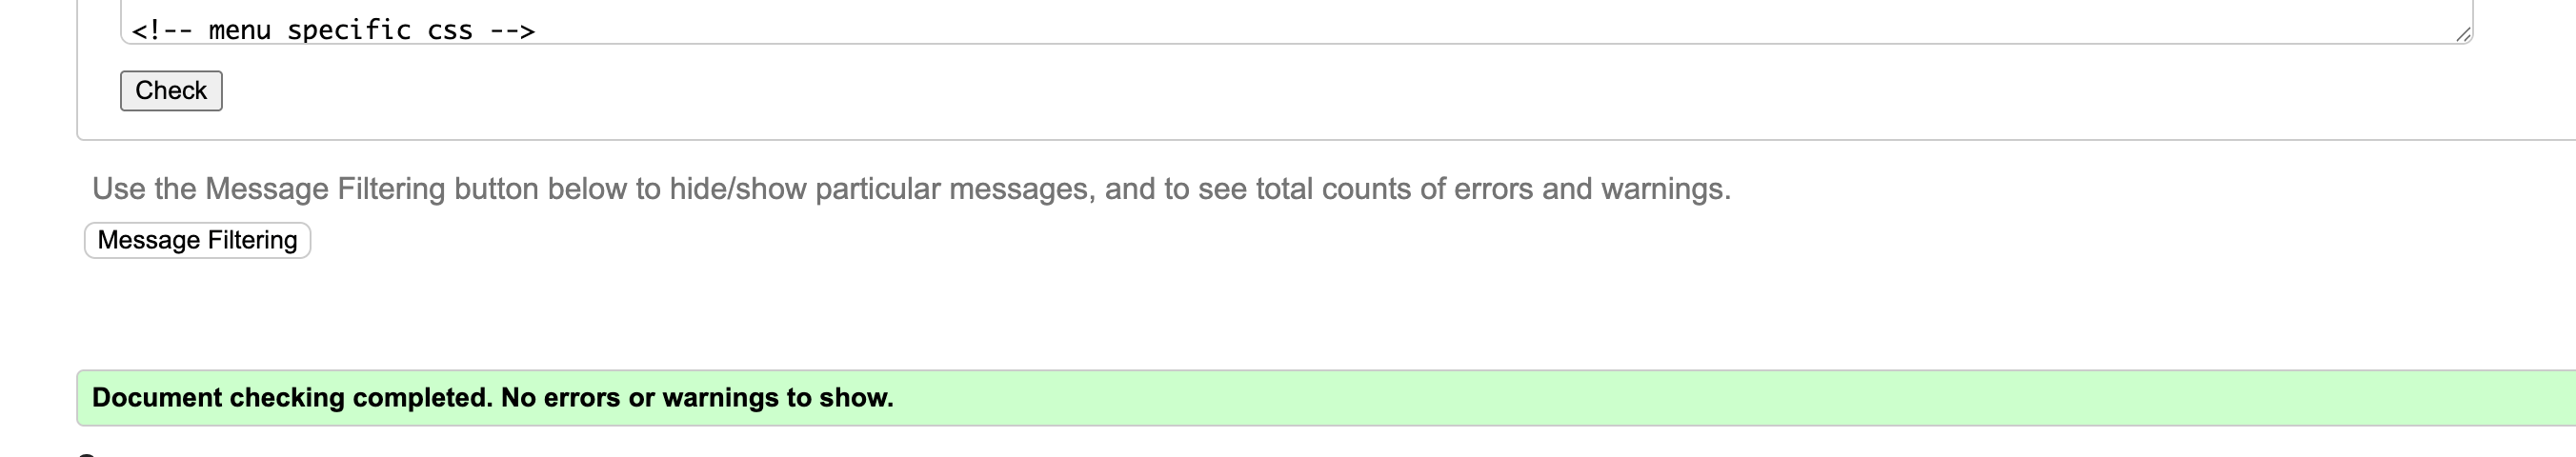 <!-- menu specific css -->
Check
Use the Message Filtering button below to hide/show particular messages, and to see total counts of errors and warnings.
Message Filtering
Document checking completed. No errors or warnings to show.